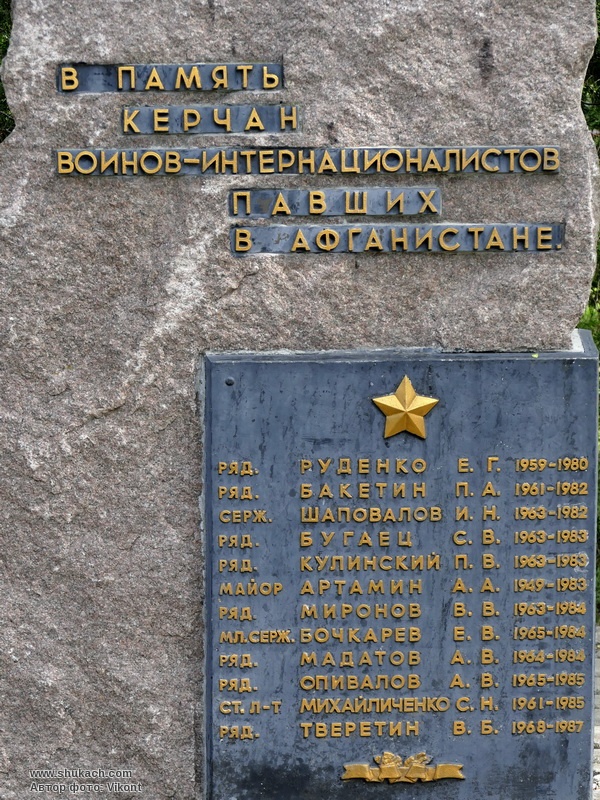 В ПАМЯТЬ
КЕРЧАН
ВОИНОВ-ИНТЕРНАЦИОНАЛИСТОВ
ПАВШИХ
В АФГАНИСТАНЕ.
РЯД. РУДЕНКО Е. Г. 1959-1980
РЯД. БАКЕТИН П. А. 1961-1982
СЕРЖ. ШАПОВАЛОВ И. Н. 1963-1982
РЯД. БУГАЕЦ С. В. 1963-1983
РЯД. КУЛИНСКИЙ П. В. 1963-1983
МАЙОР АРТАМИН А. А. 1949-1983
РЯД. МИРОНОВ В. В. 1963-1984
МЛ.СЕРЖ. БОЧКАРЕВ Е. В. 1965-1984
РЯД. МАДАТОВ А. В. 1964-1984
РЯД. ОПИВАЛОВ А. В. 1965-1985
СТ. Л-Т МИХАЙЛИЧЕНКО С. Н. 1961-1985
РЯД. ТВЕРЕТИН В. Б. 1968-1987
www.shukach.com
Автор фото: Vikont